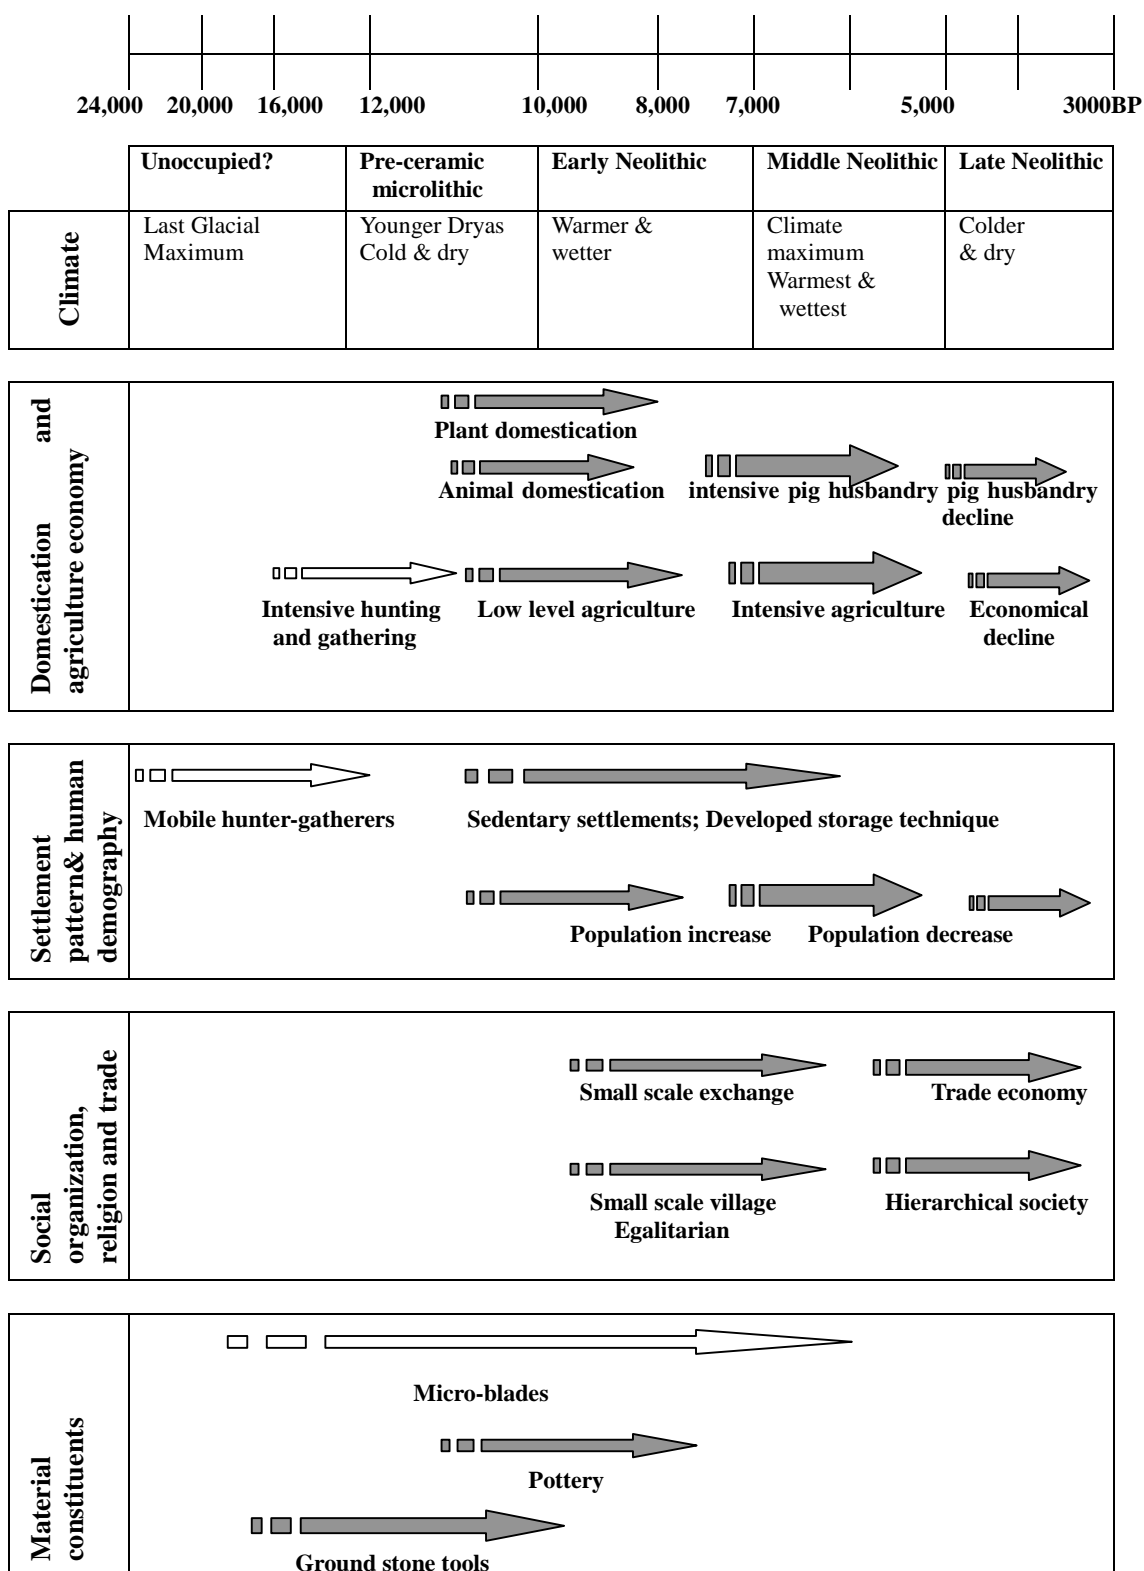 24,000 20,000 16,000 12,000 10,000 8,000 7,000 5,000 3000BP
Unoccupied? Pre-ceramic microlithic Early Neolithic Middle Neolithic Late Neolithic
Climate
Last Glacial
Maximum
Younger Dryas
Cold & dry
Warmer &
wetter
Climate
maximum
Warmest &
wettest
Colder
& dry
Domestication and
agriculture economy
Plant domestication
Animal domestication
intensive pig husbandry
pig husbandry
decline
Intensive hunting
and gathering
Low level agriculture
Intensive agriculture
Economical
decline
Settlement
pattern& human
demography
Mobile hunter-gatherers
Sedentary settlements; Developed storage technique
Population increase
Population decrease
Social
organization,
religion and trade
Small scale exchange
Trade economy
Small scale village
Egalitarian
Hierarchical society
Material
constituents
Micro-blades
Pottery
Ground stone tools